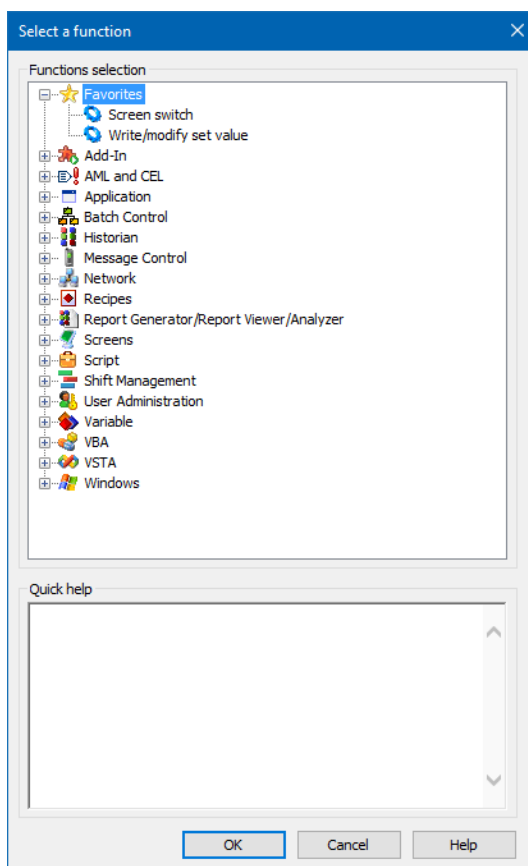 Select a function
Functions selection
Favorites
Screen switch
Write/modify set value
Add-In
AML and CEL
Application
Batch Control
Historian
Message Control
Network
Recipes
Report Generator/Report Viewer/Analyzer
Screens
Script
Shift Management
User Administration
Variable
VBA
VSTA
Windows
Quick help
OK Cancel Help